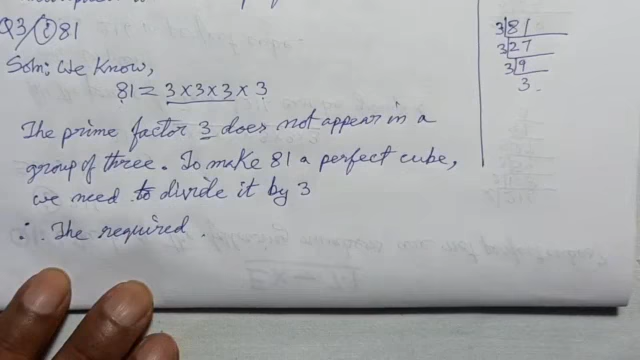 Q3/ i 81
Soln: We Know,
81 = 3×3×3 × 3
The prime factor 3 does not appear in a
group of three. To make 81 a perfect cube,
we need to divide it by 3
∴ The required
3|81
3|27
3|9
3